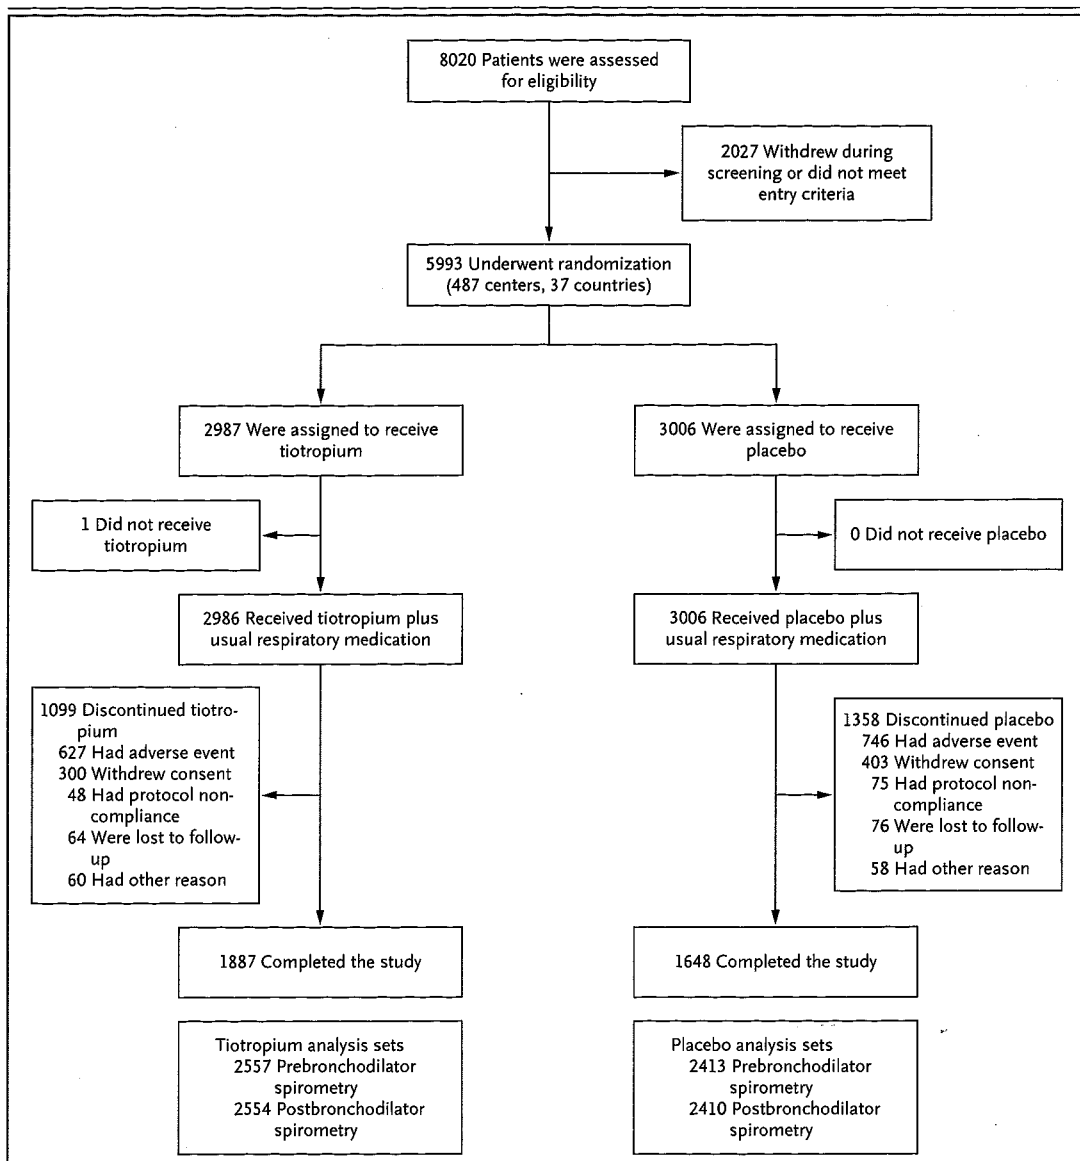 8020 Patients were assessed
for eligibility
2027 Withdrew during
screening or did not meet
entry criteria
5993 Underwent randomization
(487 centers, 37 countries)
2987 Were assigned to receive
tiotropium
3006 Were assigned to receive
placebo
1 Did not receive
tiotropium
0 Did not receive placebo
2986 Received tiotropium plus
usual respiratory medication
3006 Received placebo plus
usual respiratory medication
1099 Discontinued tiotro-
pium
627 Had adverse event
300 Withdrew consent
48 Had protocol non-
compliance
64 Were lost to follow-
up
60 Had other reason
1358 Discontinued placebo
746 Had adverse event
403 Withdrew consent
75 Had protocol non-
compliance
76 Were lost to follow-
up
58 Had other reason
1887 Completed the study
1648 Completed the study
Tiotropium analysis sets
2557 Prebronchodilator
spirometry
2554 Postbronchodilator
spirometry
Placebo analysis sets
2413 Prebronchodilator
spirometry
2410 Postbronchodilator
spirometry